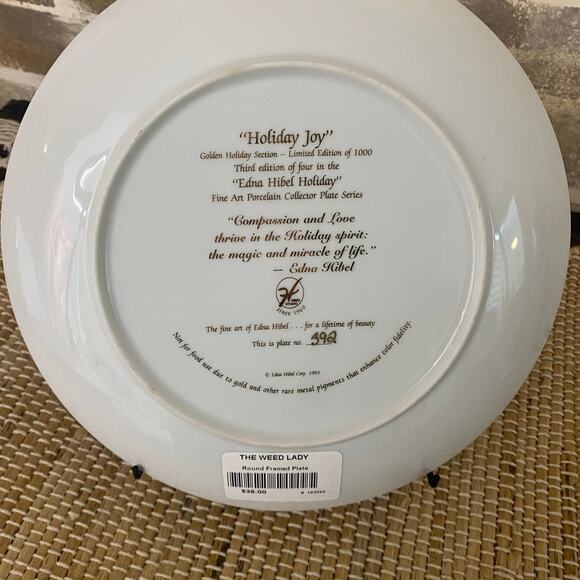 “Holiday Joy”
Golden Holiday Section – Limited Edition of 1000
Third edition of four in the
“Edna Hibel Holiday”
Fine Art Porcelain Collector Plate Series
“Compassion and Love
thrive in the Holiday spirit:
the magic and miracle of life.”
– Edna Hibel
SINCE 1960
The fine art of Edna Hibel . . . for a lifetime of beauty
This is plate no. 392
© Edna Hibel Corp. 1993
Not for food use due to gold and other rare metal pigments that enhance color fidelity.
THE WEED LADY
Round Framed Plate
$36.00